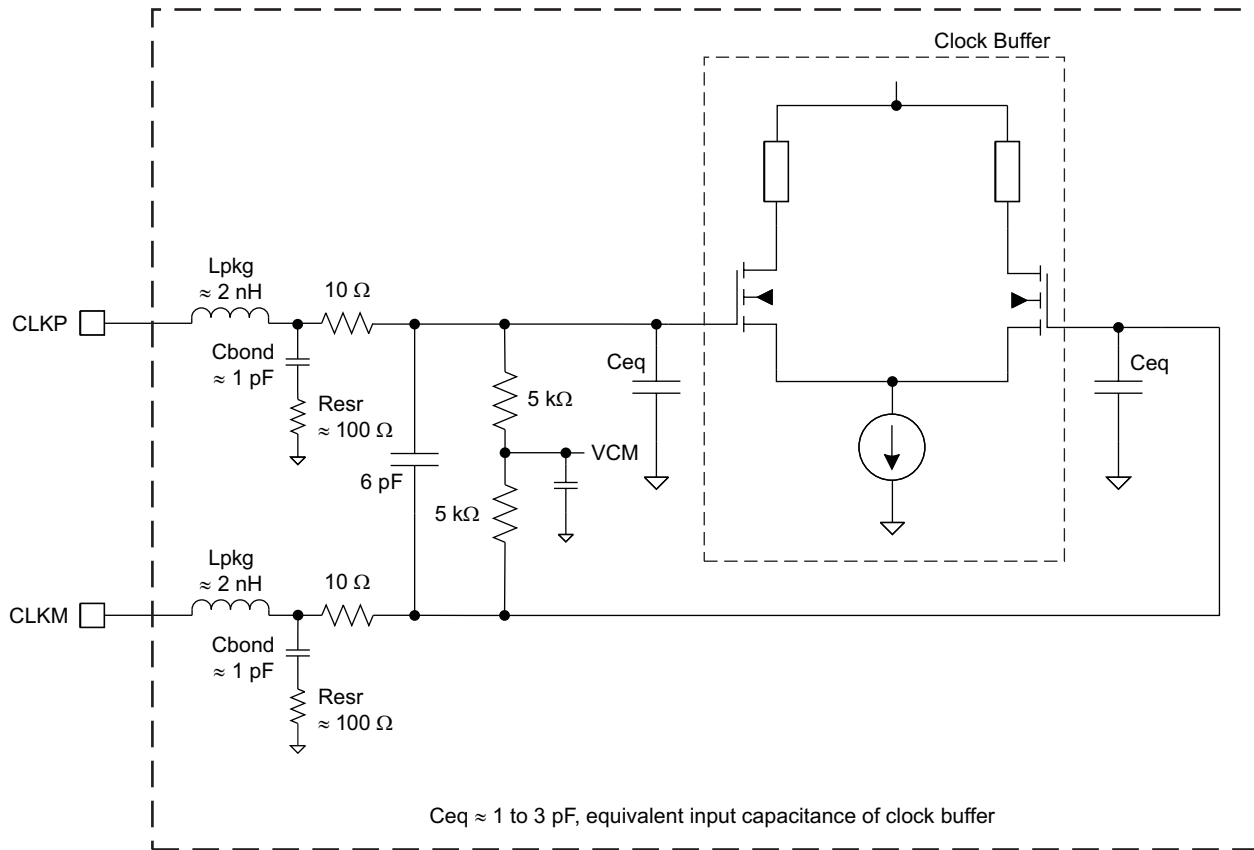 Clock Buffer
Lpkg
≈ 2 nH
10 Ω
CLKP
Cbond
≈ 1 pF
Resr
≈ 100 Ω
6 pF
5 kΩ
VCM
5 kΩ
Ceq
Ceq
Lpkg
≈ 2 nH
10 Ω
CLKM
Cbond
≈ 1 pF
Resr
≈ 100 Ω
Ceq ≈ 1 to 3 pF, equivalent input capacitance of clock buffer